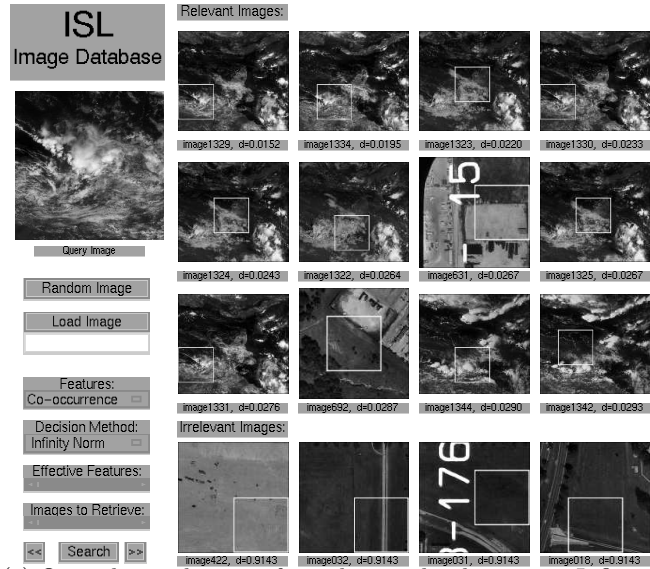 ISL
Image Database
Query Image
Random Image
Load Image
Features:
Co-occurrence
Decision Method:
Infinity Norm
Effective Features:
Images to Retrieve:
<< Search >>
Relevant Images:
image1329, d=0.0152 image1334, d=0.0195 image1323, d=0.0220 image1330, d=0.0233
15
image1324, d=0.0243 image1322, d=0.0264 image631, d=0.0267 image1325, d=0.0267
image1331, d=0.0276 image692, d=0.0287 image1344, d=0.0290 image1342, d=0.0293
Irrelevant Images:
3-176
image422, d=0.9143 image032, d=0.9143 image031, d=0.9143 image018, d=0.9143